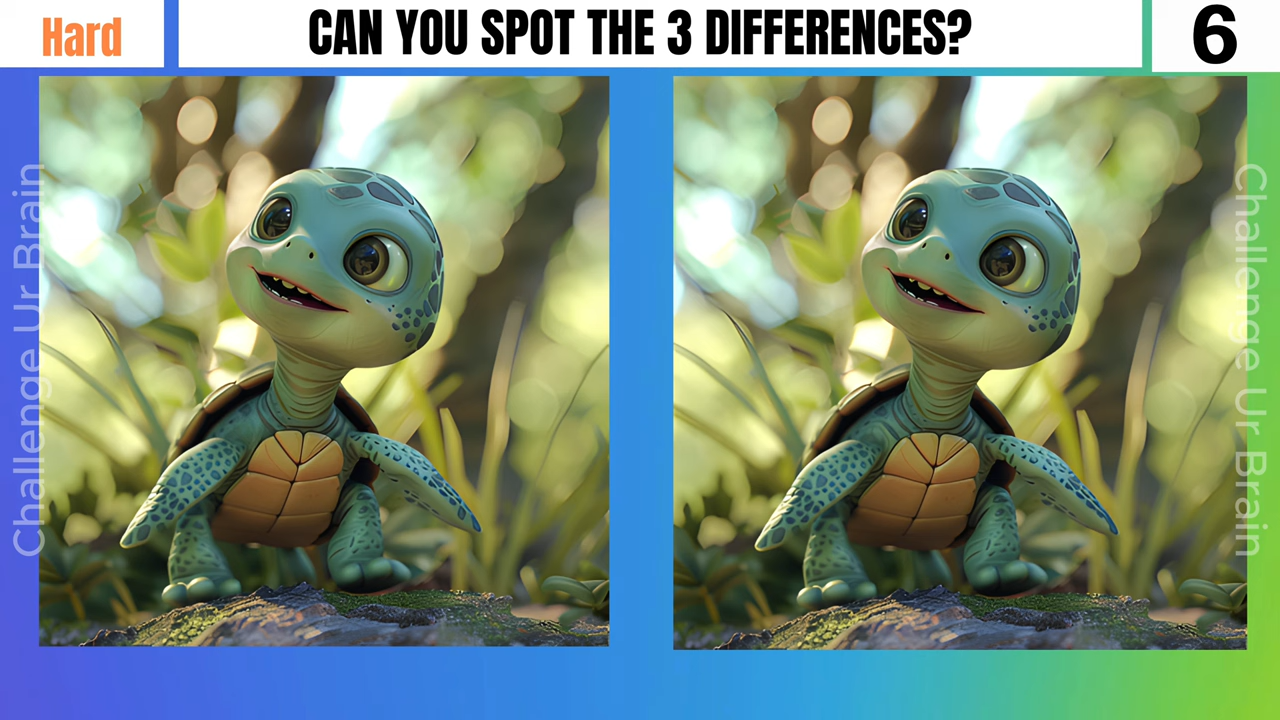 Hard
CAN YOU SPOT THE 3 DIFFERENCES?
6
Challenge Ur Brain
Challenge Ur Brain